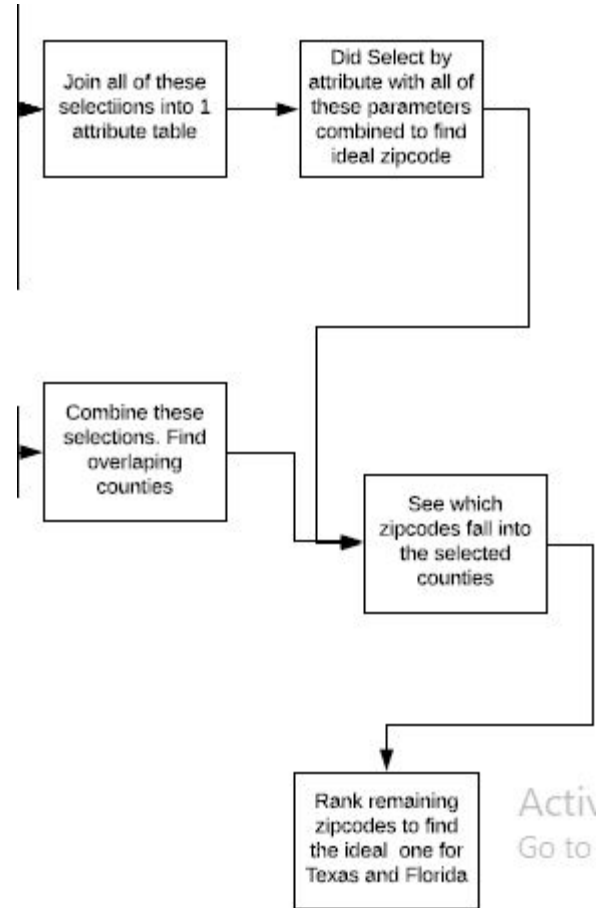 Join all of these
selectiions into 1
attribute table
Did Select by
attribute with all of
these parameters
combined to find
ideal zipcode
Combine these
selections. Find
overlaping
counties
See which
zipcodes fall into
the selected
counties
Rank remaining
zipcodes to find
the ideal one for
Texas and Florida
Activ
Go to